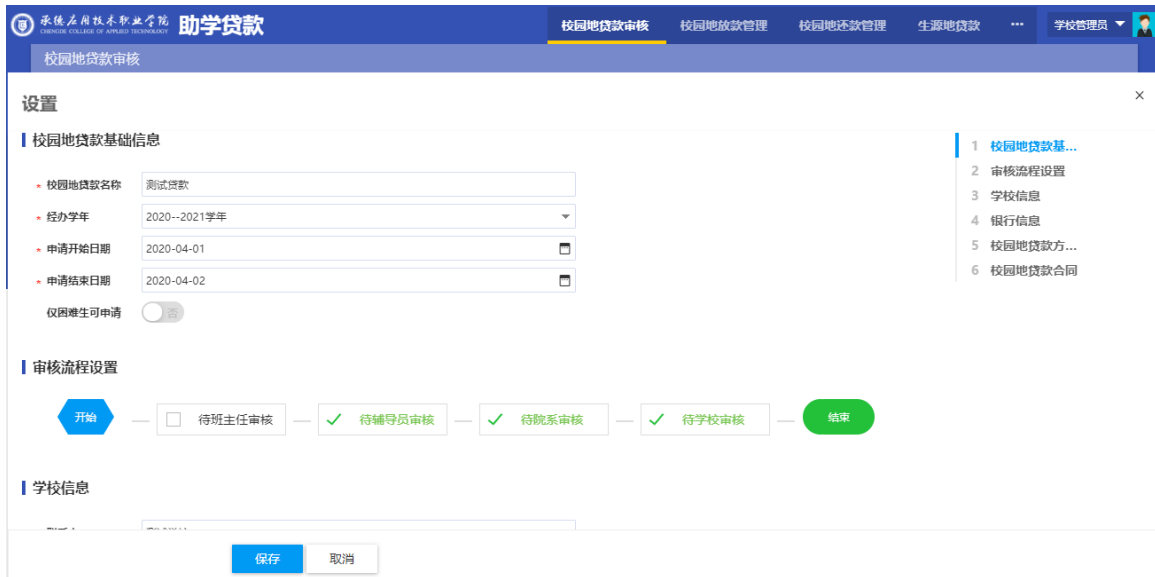 承德应用技术职业学院 助学贷款
CHENGDE COLLEGE OF APPLIED TECHNOLOGY
校园地贷款审核 校园地放款管理 校园地还款管理 生源地贷款 ··· 学校管理员
校园地贷款审核
设置 ×
校园地贷款基础信息
* 校园地贷款名称 测试贷款
* 经办学年 2020--2021学年
* 申请开始日期 2020-04-01
* 申请结束日期 2020-04-02
仅困难生可申请 否
1 校园地贷款基...
2 审核流程设置
3 学校信息
4 银行信息
5 校园地贷款方...
6 校园地贷款合同
审核流程设置
开始 待班主任审核 待辅导员审核 待院系审核 待学校审核 结束
学校信息
保存 取消